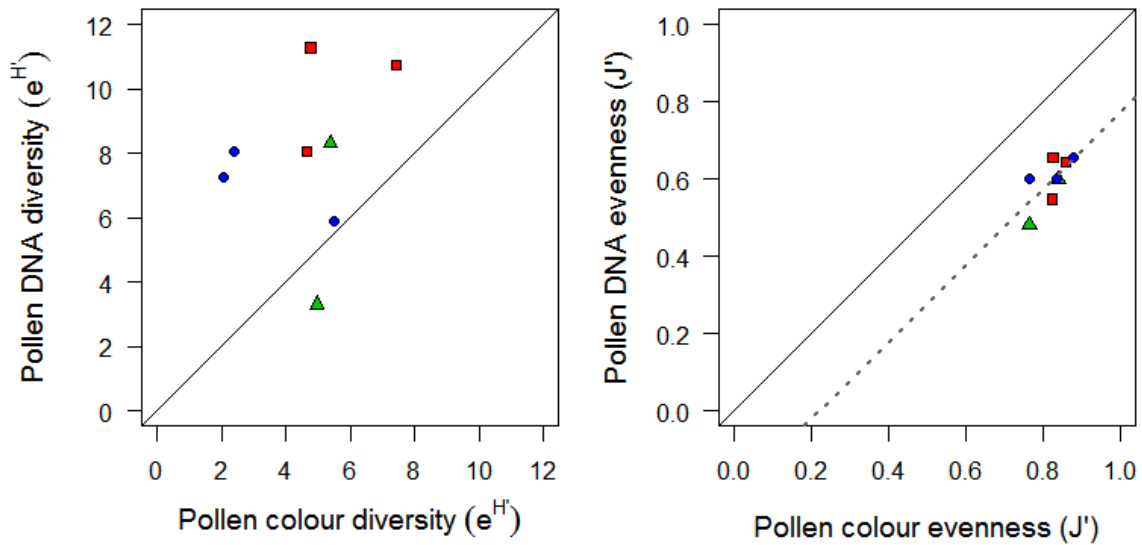 Pollen DNA diversity (e^H')
12
10
8
6
4
2
0
0 2 4 6 8 10 12
Pollen colour diversity (e^H')
Pollen DNA evenness (J')
1.0
0.8
0.6
0.4
0.2
0.0
0.0 0.2 0.4 0.6 0.8 1.0
Pollen colour evenness (J')